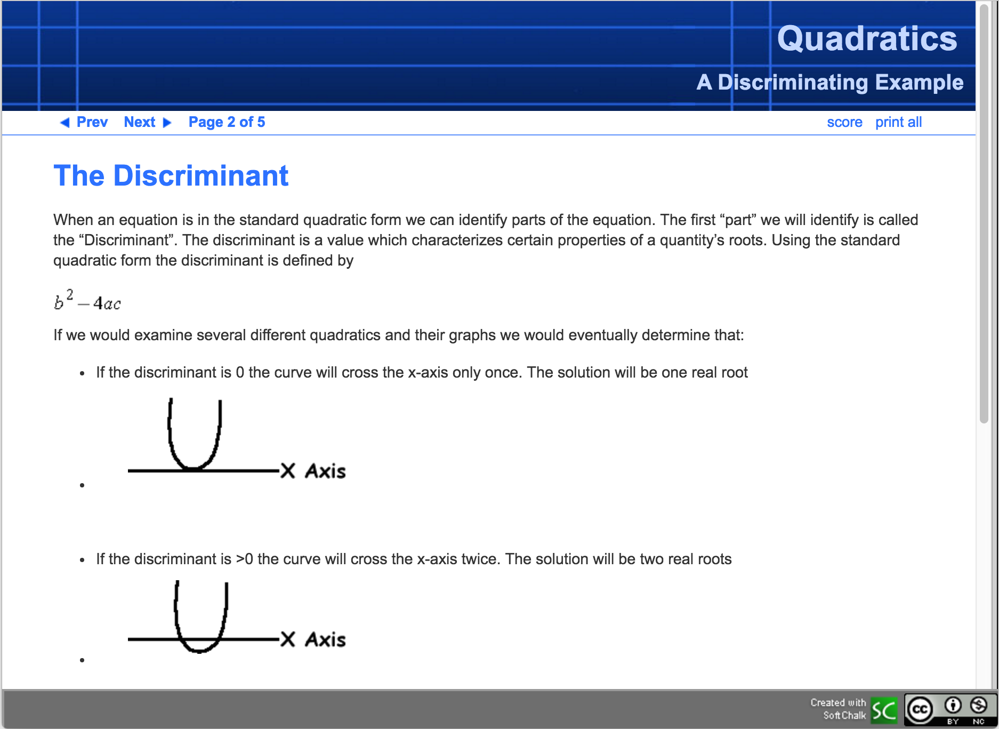 Quadratics
A Discriminating Example
Prev Next Page 2 of 5 score print all
The Discriminant
When an equation is in the standard quadratic form we can identify parts of the equation. The first “part” we will identify is called
the “Discriminant”. The discriminant is a value which characterizes certain properties of a quantity’s roots. Using the standard
quadratic form the discriminant is defined by
b² – 4ac
If we would examine several different quadratics and their graphs we would eventually determine that:
• If the discriminant is 0 the curve will cross the x-axis only once. The solution will be one real root
X Axis
•
• If the discriminant is >0 the curve will cross the x-axis twice. The solution will be two real roots
X Axis
•
Created with
SoftChalk
SC
cc
BY NC